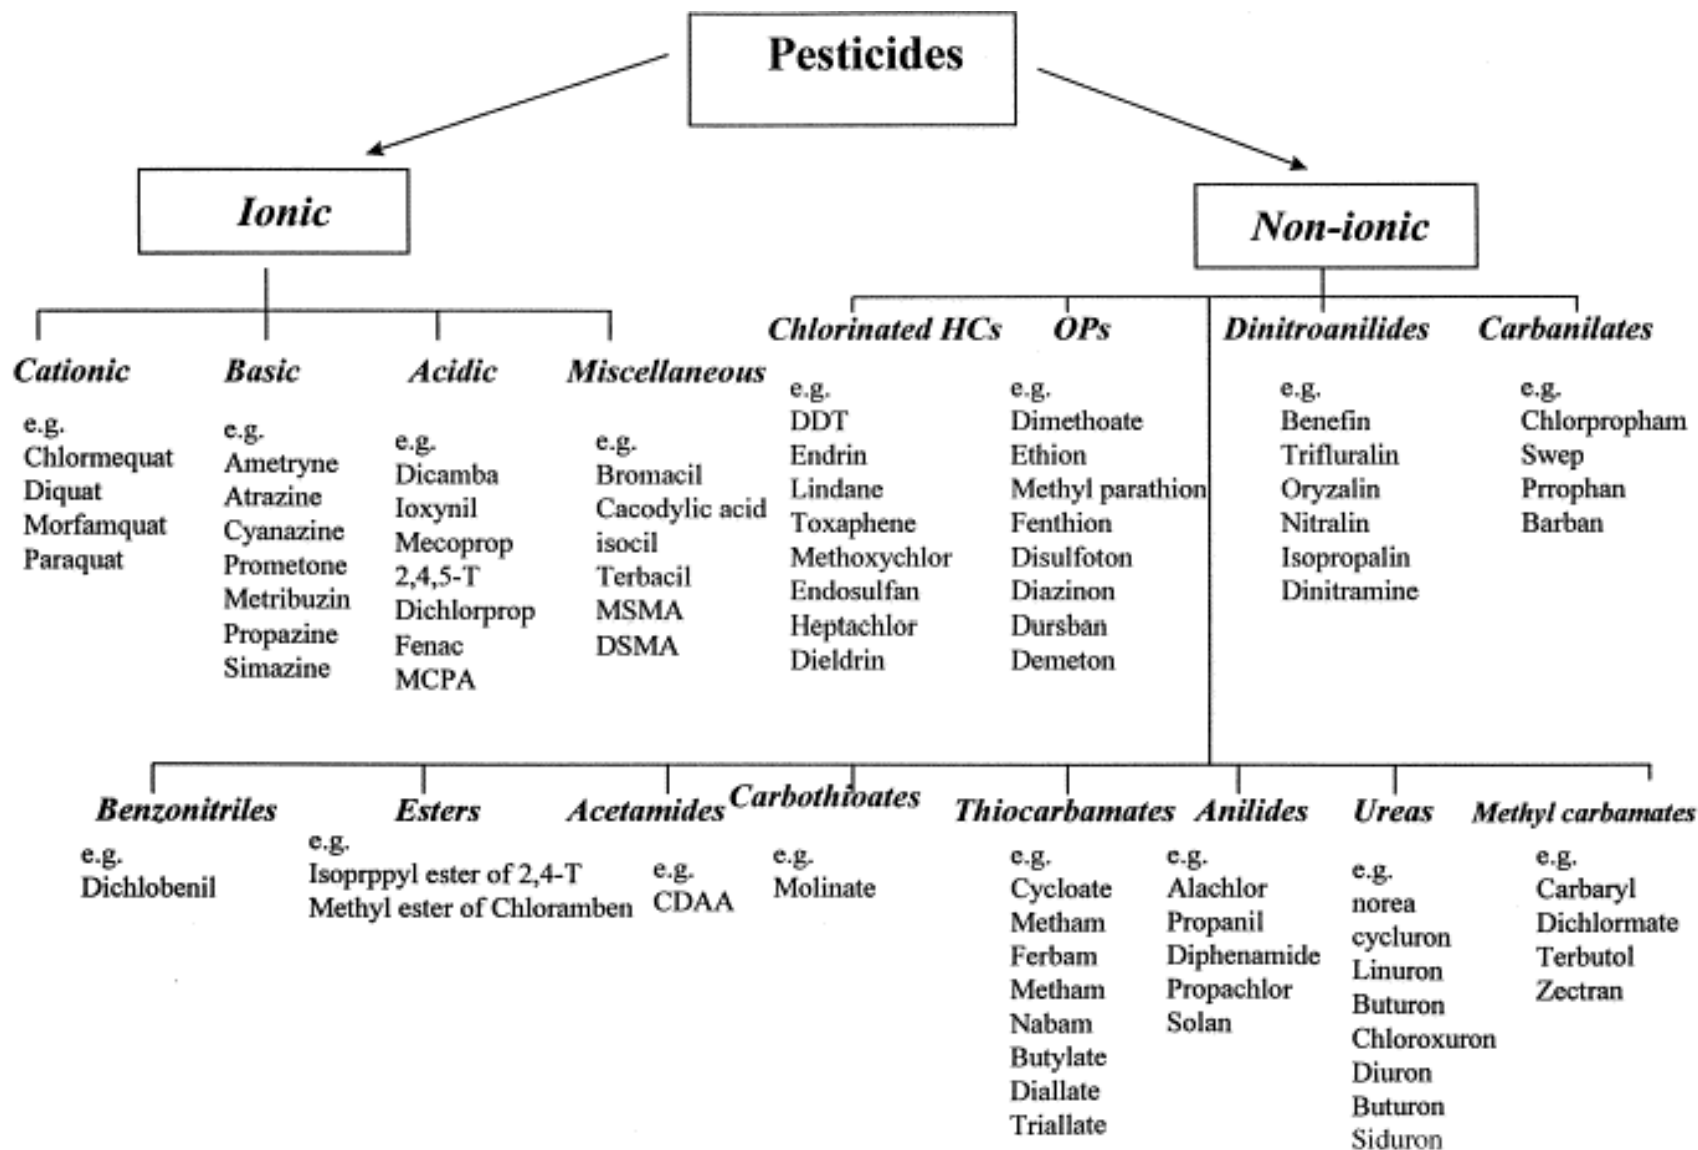 Pesticides
Ionic
Non-ionic
Cationic
e.g.
Chlormequat
Diquat
Morfamquat
Paraquat
Basic
e.g.
Ametryne
Atrazine
Cyanazine
Prometone
Metribuzin
Propazine
Simazine
Acidic
e.g.
Dicamba
Ioxynil
Mecoprop
2,4,5-T
Dichlorprop
Fenac
MCPA
Miscellaneous
e.g.
Bromacil
Cacodylic acid
isocil
Terbacil
MSMA
DSMA
Chlorinated HCs
e.g.
DDT
Endrin
Lindane
Toxaphene
Methoxychlor
Endosulfan
Heptachlor
Dieldrin
OPs
e.g.
Dimethoate
Ethion
Methyl parathion
Fenthion
Disulfoton
Diazinon
Dursban
Demeton
Dinitroanilides
e.g.
Benefin
Trifluralin
Oryzalin
Nitralin
Isopropalin
Dinitramine
Carbanilates
e.g.
Chlorpropham
Swep
Prrophan
Barban
Benzonitriles
e.g.
Dichlobenil
Esters
e.g.
Isoprppyl ester of 2,4-T
Methyl ester of Chloramben
Acetamides
e.g.
CDAA
Carbothioates
e.g.
Molinate
Thiocarbamates
e.g.
Cycloate
Metham
Ferbam
Metham
Nabam
Butylate
Diallate
Triallate
Anilides
e.g.
Alachlor
Propanil
Diphenamide
Propachlor
Solan
Ureas
e.g.
norea
cycluron
Linuron
Buturon
Chloroxuron
Diuron
Buturon
Siduron
Methyl carbamates
e.g.
Carbaryl
Dichlormate
Terbutol
Zectran